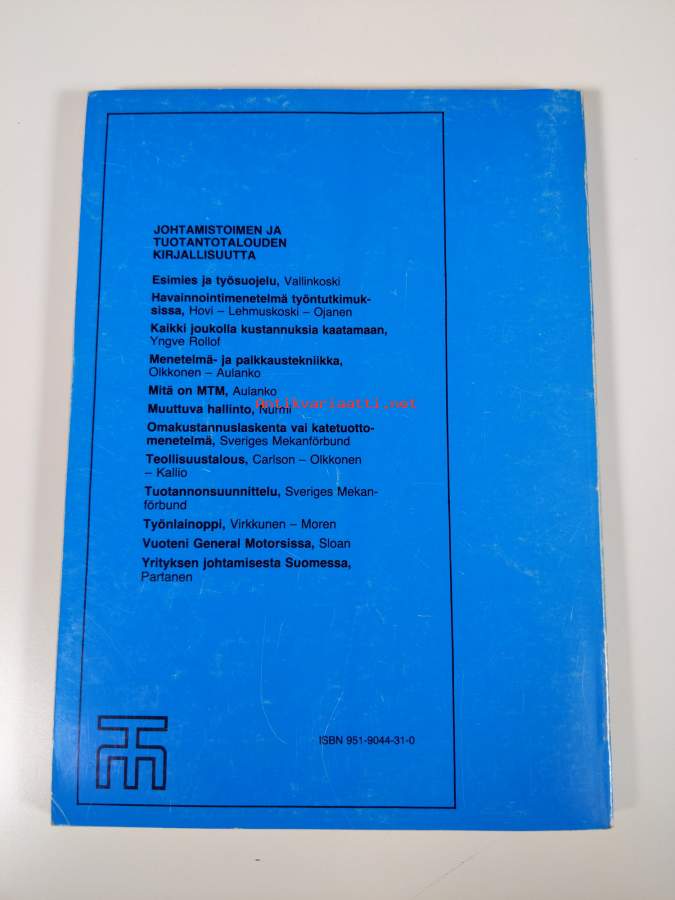 JOHTAMISTOIMEN JA
TUOTANTOTALOUDEN
KIRJALLISUUTTA
Esimies ja työsuojelu, Vallinkoski
Havainnointimenetelmä työntutkimuk-
sissa, Hovi – Lehmuskoski – Ojanen
Kaikki joukolla kustannuksia kaatamaan,
Yngve Rollof
Menetelmä- ja palkkaustekniikka,
Olkkonen – Aulanko
Mitä on MTM, Aulanko
Antikvariaatti.net
Muuttuva hallinto, Nurmi
Omakustannuslaskenta vai katetuotto-
menetelmä, Sveriges Mekanförbund
Teollisuustalous, Carlson – Olkkonen
– Kallio
Tuotannonsuunnittelu, Sveriges Mekan-
förbund
Työnlainoppi, Virkkunen – Moren
Vuoteni General Motorsissa, Sloan
Yrityksen johtamisesta Suomessa,
Partanen
ISBN 951-9044-31-0